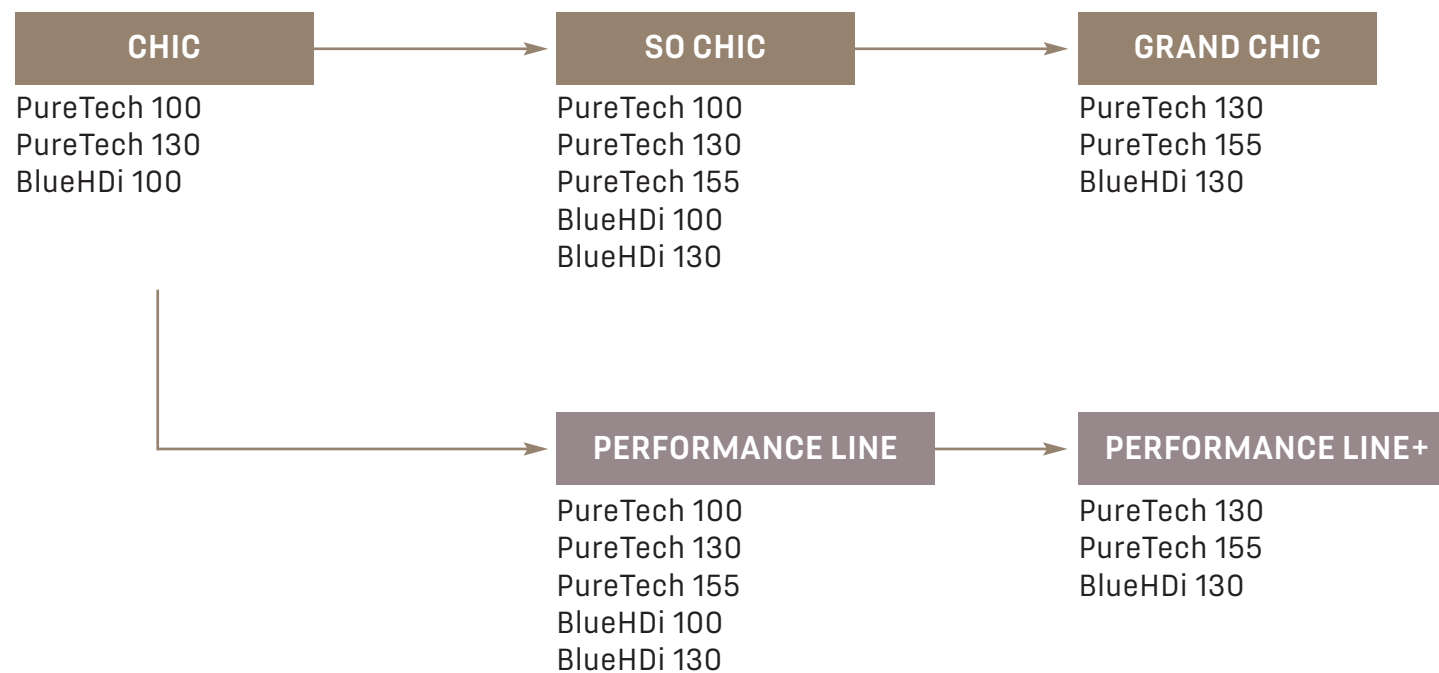 CHIC
PureTech 100
PureTech 130
BlueHDi 100
SO CHIC
PureTech 100
PureTech 130
PureTech 155
BlueHDi 100
BlueHDi 130
GRAND CHIC
PureTech 130
PureTech 155
BlueHDi 130
PERFORMANCE LINE
PureTech 100
PureTech 130
PureTech 155
BlueHDi 100
BlueHDi 130
PERFORMANCE LINE+
PureTech 130
PureTech 155
BlueHDi 130